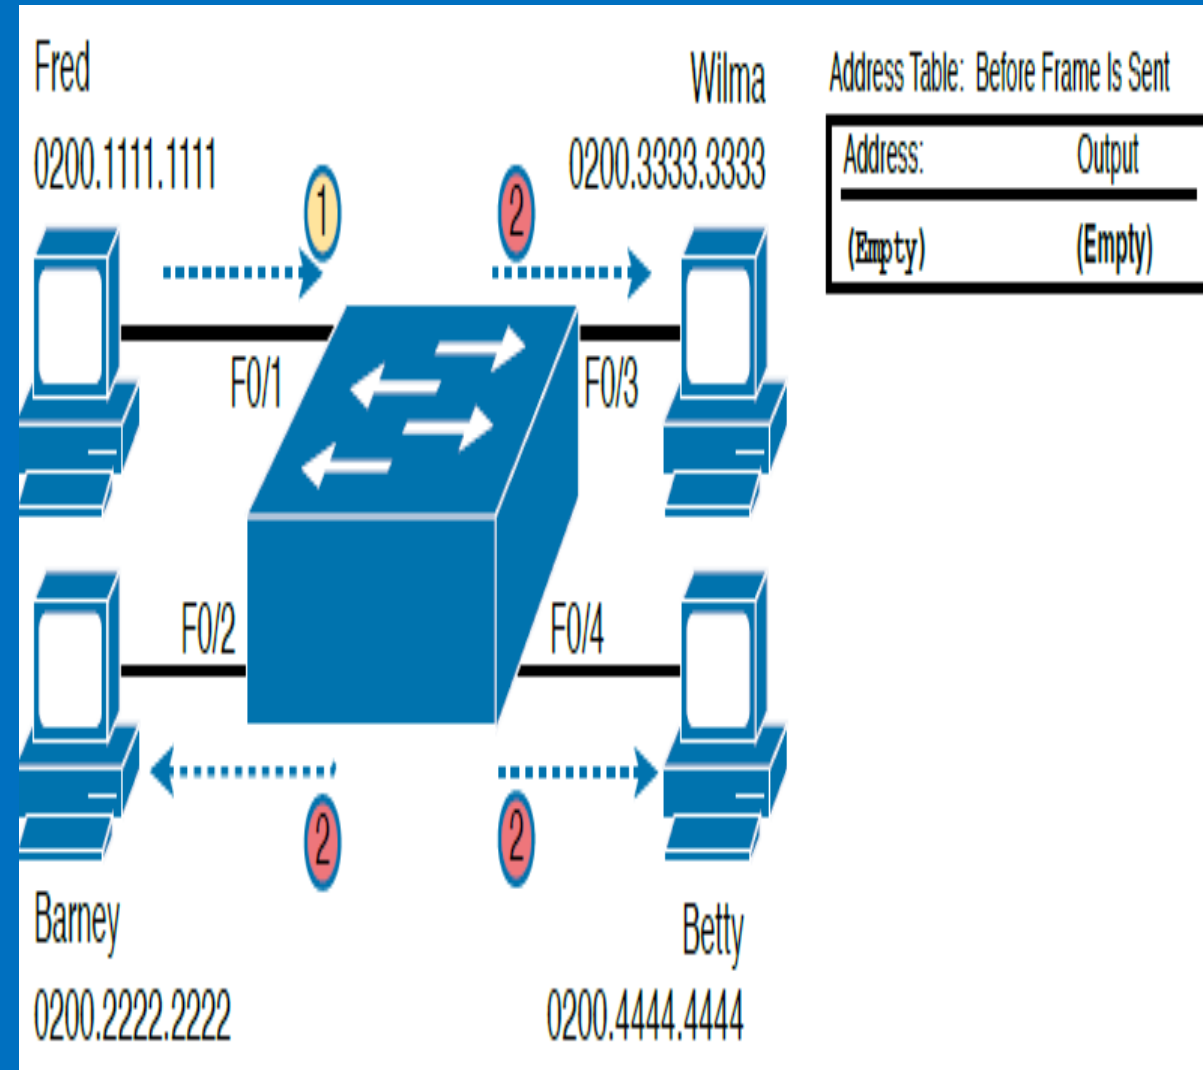 Fred
0200.1111.1111
Wilma
0200.3333.3333
Address Table: Before Frame Is Sent
Address: Output
(Empty) (Empty)
1
2
F0/1
F0/3
F0/2
F0/4
2
2
Barney
0200.2222.2222
Betty
0200.4444.4444